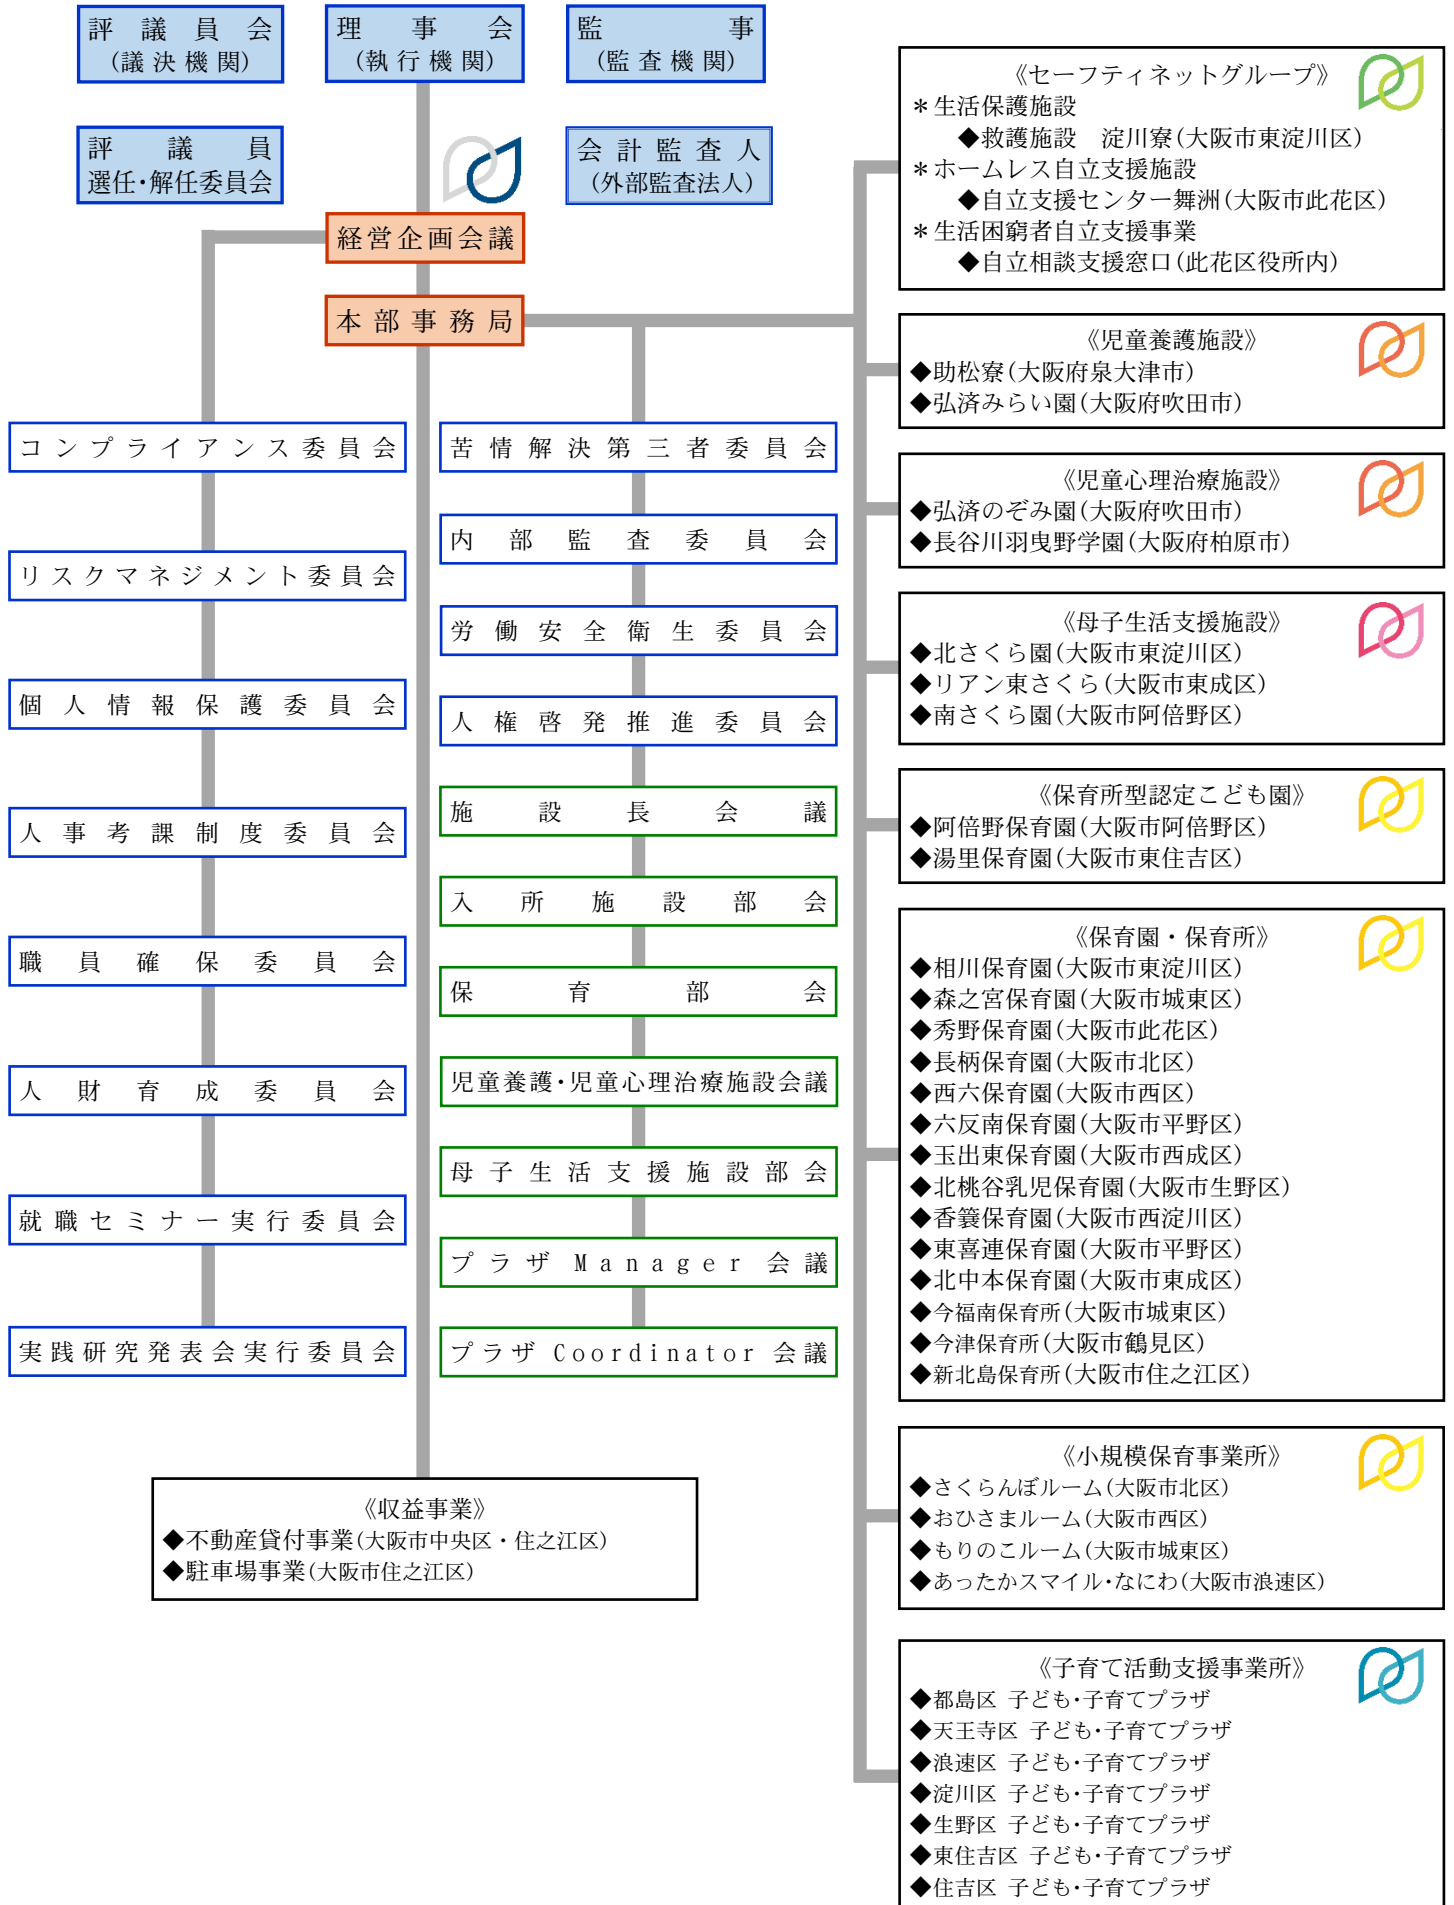 評議員会
(議決機関)
理事会
(執行機関)
監事
(監査機関)
評議員
選任・解任委員会
会計監査人
(外部監査法人)
経営企画会議
本部事務局
コンプライアンス委員会
リスクマネジメント委員会
個人情報保護委員会
人事考課制度委員会
職員確保委員会
人財育成委員会
就職セミナー実行委員会
実践研究発表会実行委員会
苦情解決第三者委員会
内部監査委員会
労働安全衛生委員会
人権啓発推進委員会
施設長会議
入所施設部会
保育部会
児童養護・児童心理治療施設会議
母子生活支援施設部会
プラザ Manager 会議
プラザ Coordinator 会議
《収益事業》
◆不動産貸付事業(大阪市中央区・住之江区)
◆駐車場事業(大阪市住之江区)
《セーフティネットグループ》
＊生活保護施設
◆救護施設　淀川寮(大阪市東淀川区)
＊ホームレス自立支援施設
◆自立支援センター舞洲(大阪市此花区)
＊生活困窮者自立支援事業
◆自立相談支援窓口(此花区役所内)
《児童養護施設》
◆助松寮(大阪府泉大津市)
◆弘済みらい園(大阪府吹田市)
《児童心理治療施設》
◆弘済のぞみ園(大阪府吹田市)
◆長谷川羽曳野学園(大阪府柏原市)
《母子生活支援施設》
◆北さくら園(大阪市東淀川区)
◆リアン東さくら(大阪市東成区)
◆南さくら園(大阪市阿倍野区)
《保育所型認定こども園》
◆阿倍野保育園(大阪市阿倍野区)
◆湯里保育園(大阪市東住吉区)
《保育園・保育所》
◆相川保育園(大阪市東淀川区)
◆森之宮保育園(大阪市城東区)
◆秀野保育園(大阪市此花区)
◆長柄保育園(大阪市北区)
◆西六保育園(大阪市西区)
◆六反南保育園(大阪市平野区)
◆玉出東保育園(大阪市西成区)
◆北桃谷乳児保育園(大阪市生野区)
◆香簑保育園(大阪市西淀川区)
◆東喜連保育園(大阪市平野区)
◆北中本保育園(大阪市東成区)
◆今福南保育所(大阪市城東区)
◆今津保育所(大阪市鶴見区)
◆新北島保育所(大阪市住之江区)
《小規模保育事業所》
◆さくらんぼルーム(大阪市北区)
◆おひさまルーム(大阪市西区)
◆もりのこルーム(大阪市城東区)
◆あったかスマイル・なにわ(大阪市浪速区)
《子育て活動支援事業所》
◆都島区 子ども・子育てプラザ
◆天王寺区 子ども・子育てプラザ
◆浪速区 子ども・子育てプラザ
◆淀川区 子ども・子育てプラザ
◆生野区 子ども・子育てプラザ
◆東住吉区 子ども・子育てプラザ
◆住吉区 子ども・子育てプラザ